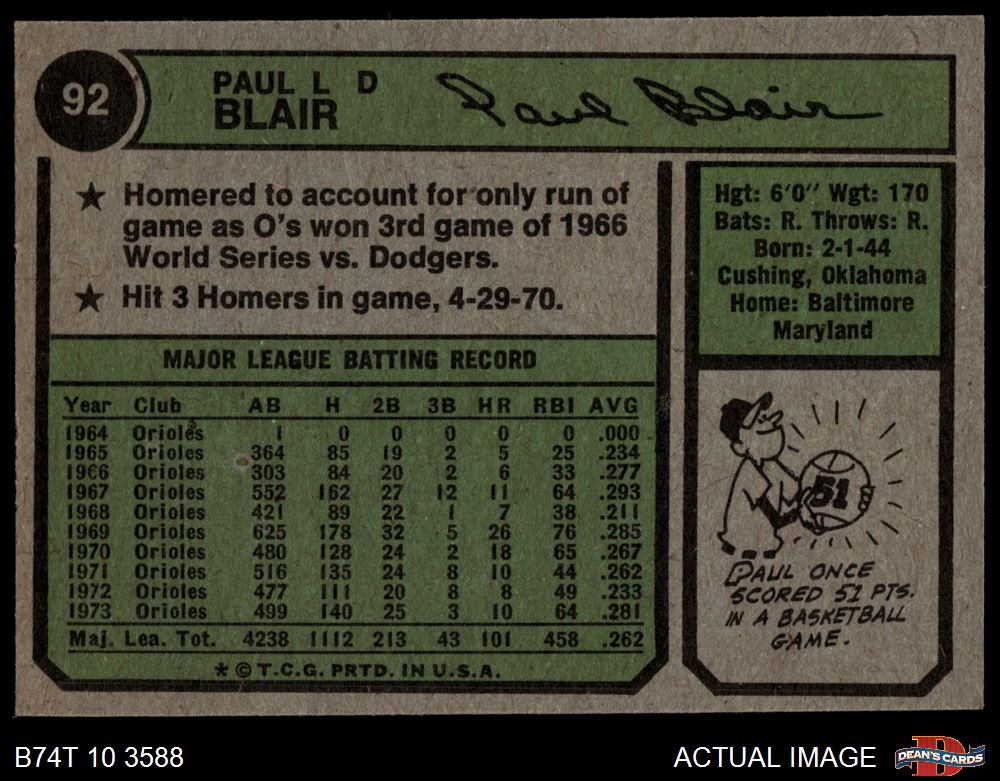 92
PAUL L D
BLAIR
Paul Blair
★ Homered to account for only run of
game as O's won 3rd game of 1966
World Series vs. Dodgers.
★ Hit 3 Homers in game, 4-29-70.
Hgt: 6'0" Wgt: 170
Bats: R. Throws: R.
Born: 2-1-44
Cushing, Oklahoma
Home: Baltimore
Maryland
MAJOR LEAGUE BATTING RECORD
Year Club AB H 2B 3B HR RBI AVG
1964 Orioles 1 0 0 0 0 0 .000
1965 Orioles 364 85 19 2 5 25 .234
1966 Orioles 303 84 20 2 6 33 .277
1967 Orioles 552 162 27 12 11 64 .293
1968 Orioles 421 89 22 1 7 38 .211
1969 Orioles 625 178 32 5 26 76 .285
1970 Orioles 480 128 24 2 18 65 .267
1971 Orioles 516 135 24 8 10 44 .262
1972 Orioles 477 111 20 8 8 49 .233
1973 Orioles 499 140 25 3 10 64 .281
Maj. Lea. Tot. 4238 1112 213 43 101 458 .262
* © T.C.G. PRTD. IN U.S.A.
51
PAUL ONCE
SCORED 51 PTS.
IN A BASKETBALL
GAME.
B74T 10 3588
ACTUAL IMAGE
D
DEAN'S CARDS